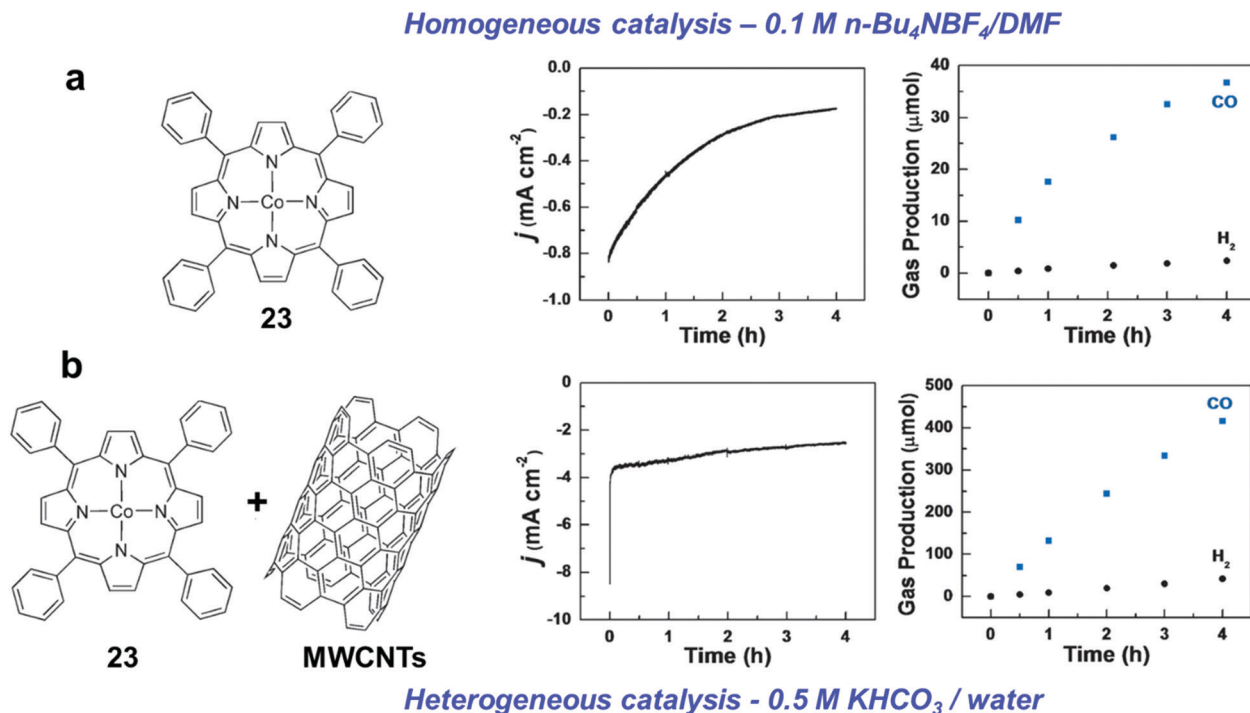 Homogeneous catalysis – 0.1 M n-Bu₄NBF₄/DMF
a
N
N
Co
N
N
23
0.0
-0.2
-0.4
-0.6
-0.8
-1.0
j (mA cm⁻²)
0 1 2 3 4
Time (h)
40
30
20
10
0
Gas Production (μmol)
CO
H₂
0 1 2 3 4
Time (h)
b
N
N
Co
N
N
23
+
MWCNTs
0
-2
-4
-6
-8
-10
j (mA cm⁻²)
0 1 2 3 4
Time (h)
500
400
300
200
100
0
Gas Production (μmol)
CO
H₂
0 1 2 3 4
Time (h)
Heterogeneous catalysis - 0.5 M KHCO₃ / water